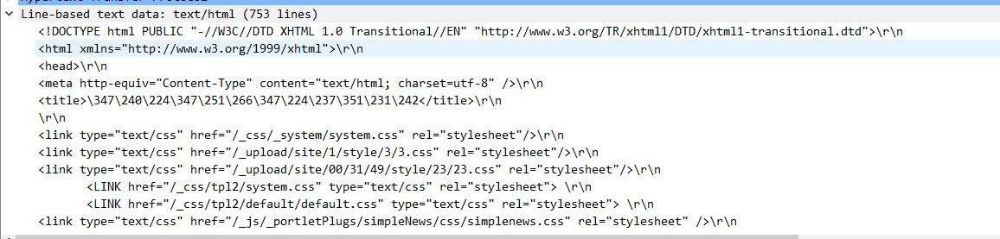 Line-based text data: text/html (753 lines)
<!DOCTYPE html PUBLIC "-//W3C//DTD XHTML 1.0 Transitional//EN" "http://www.w3.org/TR/xhtml1/DTD/xhtml1-transitional.dtd">\r\n
<html xmlns="http://www.w3.org/1999/xhtml">\r\n
<head>\r\n
<meta http-equiv="Content-Type" content="text/html; charset=utf-8" />\r\n
<title>\347\240\224\347\251\266\347\224\237\351\231\242</title>\r\n
\r\n
<link type="text/css" href="/_css/_system/system.css" rel="stylesheet"/>\r\n
<link type="text/css" href="/_upload/site/1/style/3/3.css" rel="stylesheet"/>\r\n
<link type="text/css" href="/_upload/site/00/31/49/style/23/23.css" rel="stylesheet"/>\r\n
<LINK href="/_css/tpl2/system.css" type="text/css" rel="stylesheet"> \r\n
<LINK href="/_css/tpl2/default/default.css" type="text/css" rel="stylesheet"> \r\n
<link type="text/css" href="/_js/_portletPlugs/simpleNews/css/simplenews.css" rel="stylesheet" />\r\n